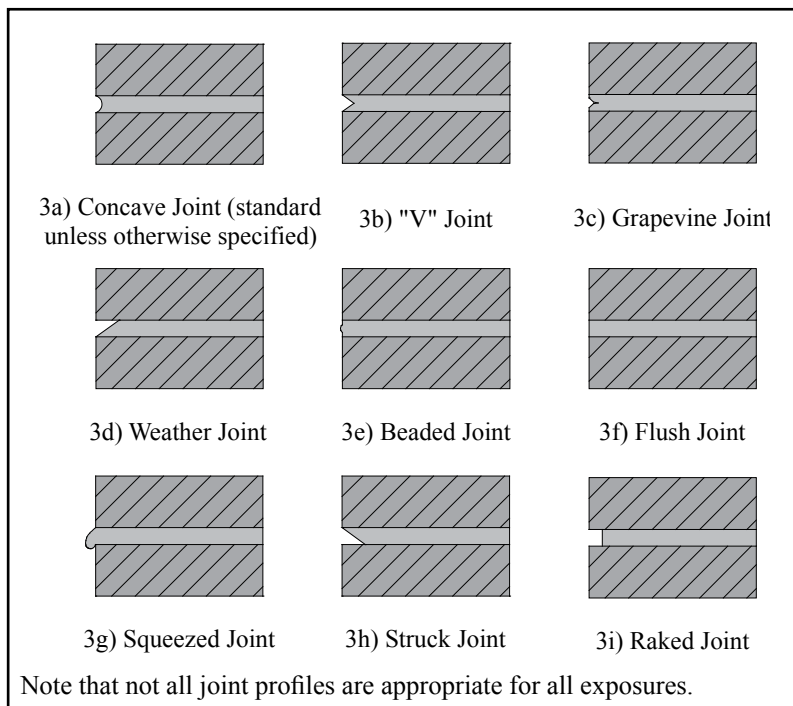 3a) Concave Joint (standard
unless otherwise specified)
3b) "V" Joint
3c) Grapevine Joint
3d) Weather Joint
3e) Beaded Joint
3f) Flush Joint
3g) Squeezed Joint
3h) Struck Joint
3i) Raked Joint
Note that not all joint profiles are appropriate for all exposures.